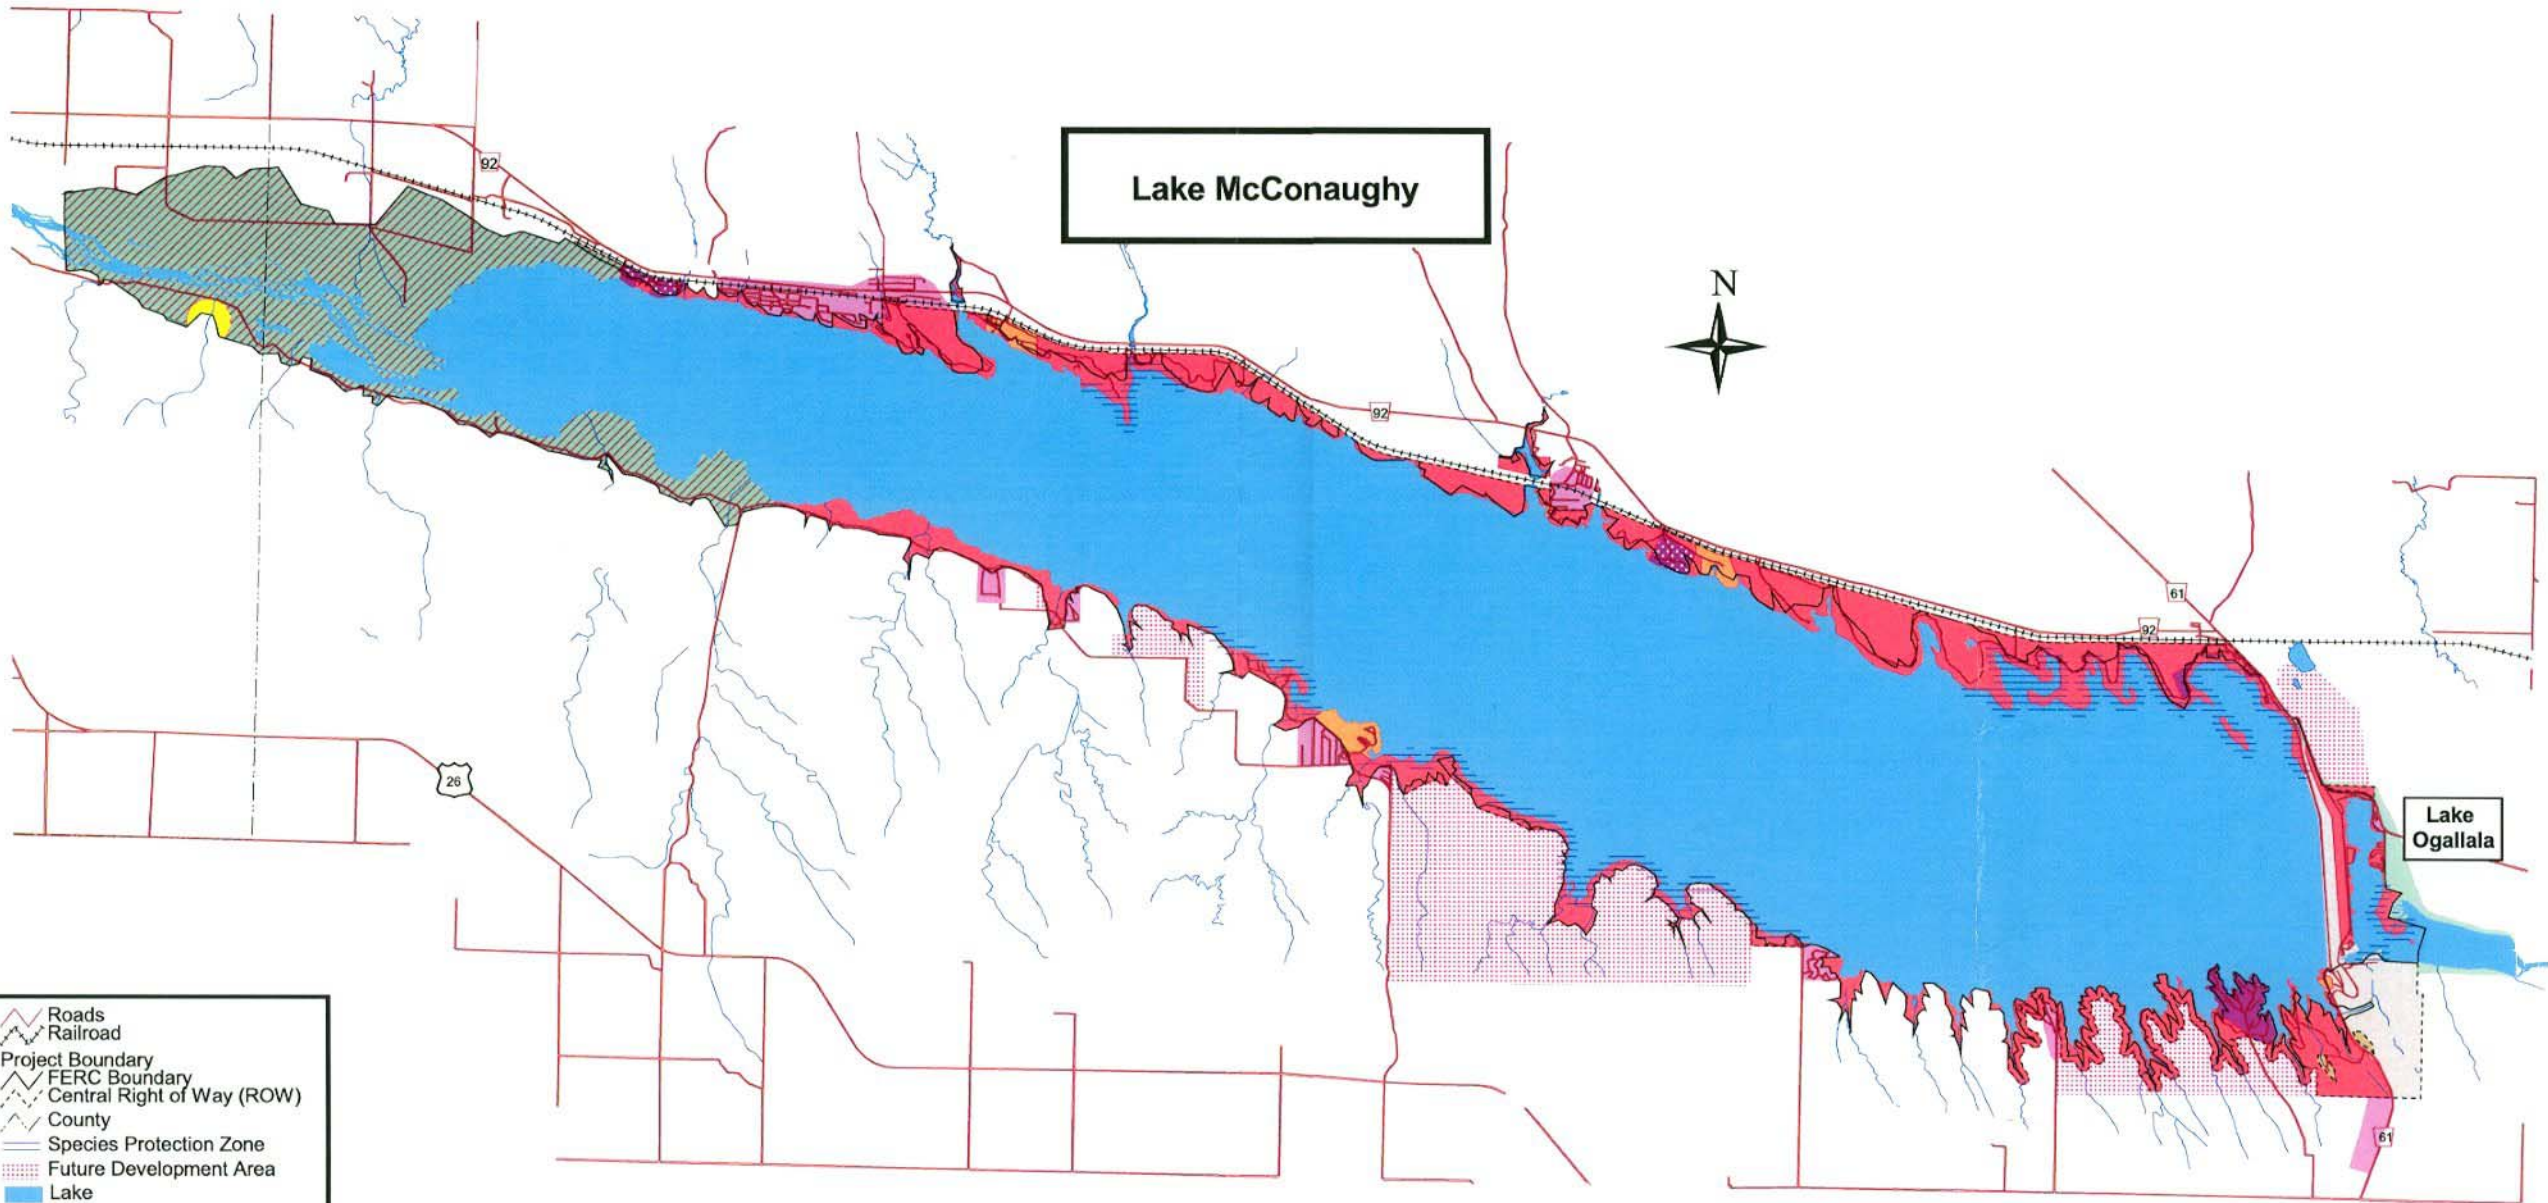 92
Lake McConaughy
N
92
61
92
26
Lake
Ogallala
61
Roads
Railroad
Project Boundary
FERC Boundary
Central Right of Way (ROW)
County
Species Protection Zone
Future Development Area
Lake